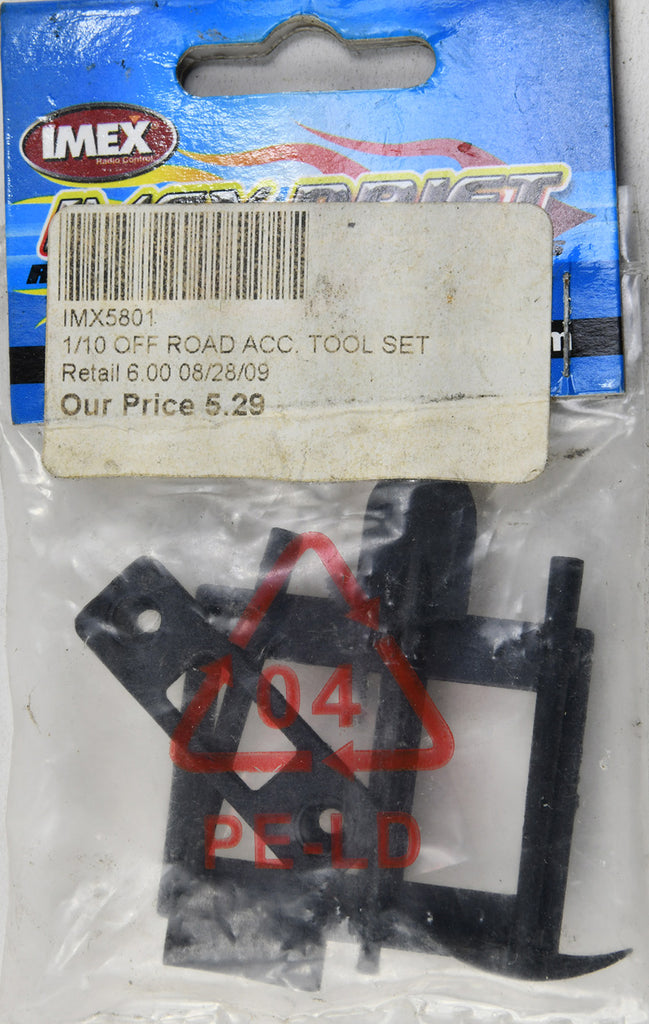 IMEX
Radio Control
IMX5801
1/10 OFF ROAD ACC. TOOL SET
Retail 6.00 08/28/09
Our Price 5.29
04
PE-LD